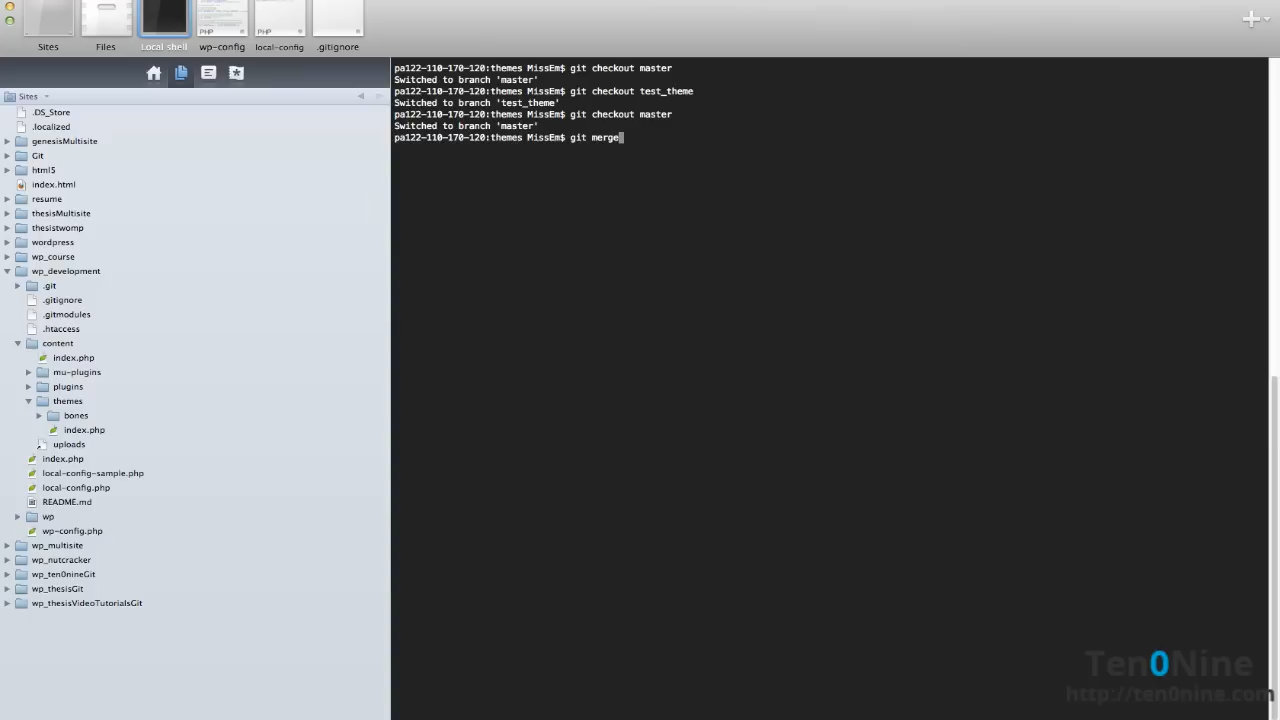 Sites
Files
Local shell
wp-config
local-config
.gitignore
PHP
PHP
Sites
.DS_Store
.localized
genesisMultisite
Git
html5
index.html
resume
thesisMultisite
thesistwomp
wordpress
wp_course
wp_development
.git
.gitignore
.gitmodules
.htaccess
content
index.php
mu-plugins
plugins
themes
bones
index.php
uploads
index.php
local-config-sample.php
local-config.php
README.md
wp
wp-config.php
wp_multisite
wp_nutcracker
wp_ten0nineGit
wp_thesisGit
wp_thesisVideoTutorialsGit
pa122-110-170-120:themes MissEm$ git checkout master
Switched to branch 'master'
pa122-110-170-120:themes MissEm$ git checkout test_theme
Switched to branch 'test_theme'
pa122-110-170-120:themes MissEm$ git checkout master
Switched to branch 'master'
pa122-110-170-120:themes MissEm$ git merge
Ten0Nine
http://ten0nine.com